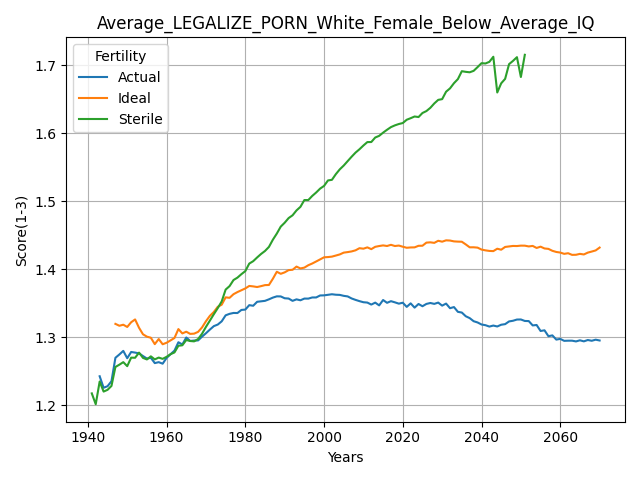 Average_LEGALIZE_PORN_White_Female_Below_Average_IQ
Fertility
Actual
Ideal
Sterile
Score(1-3)
1.7
1.6
1.5
1.4
1.3
1.2
1940 1960 1980 2000 2020 2040 2060
Years